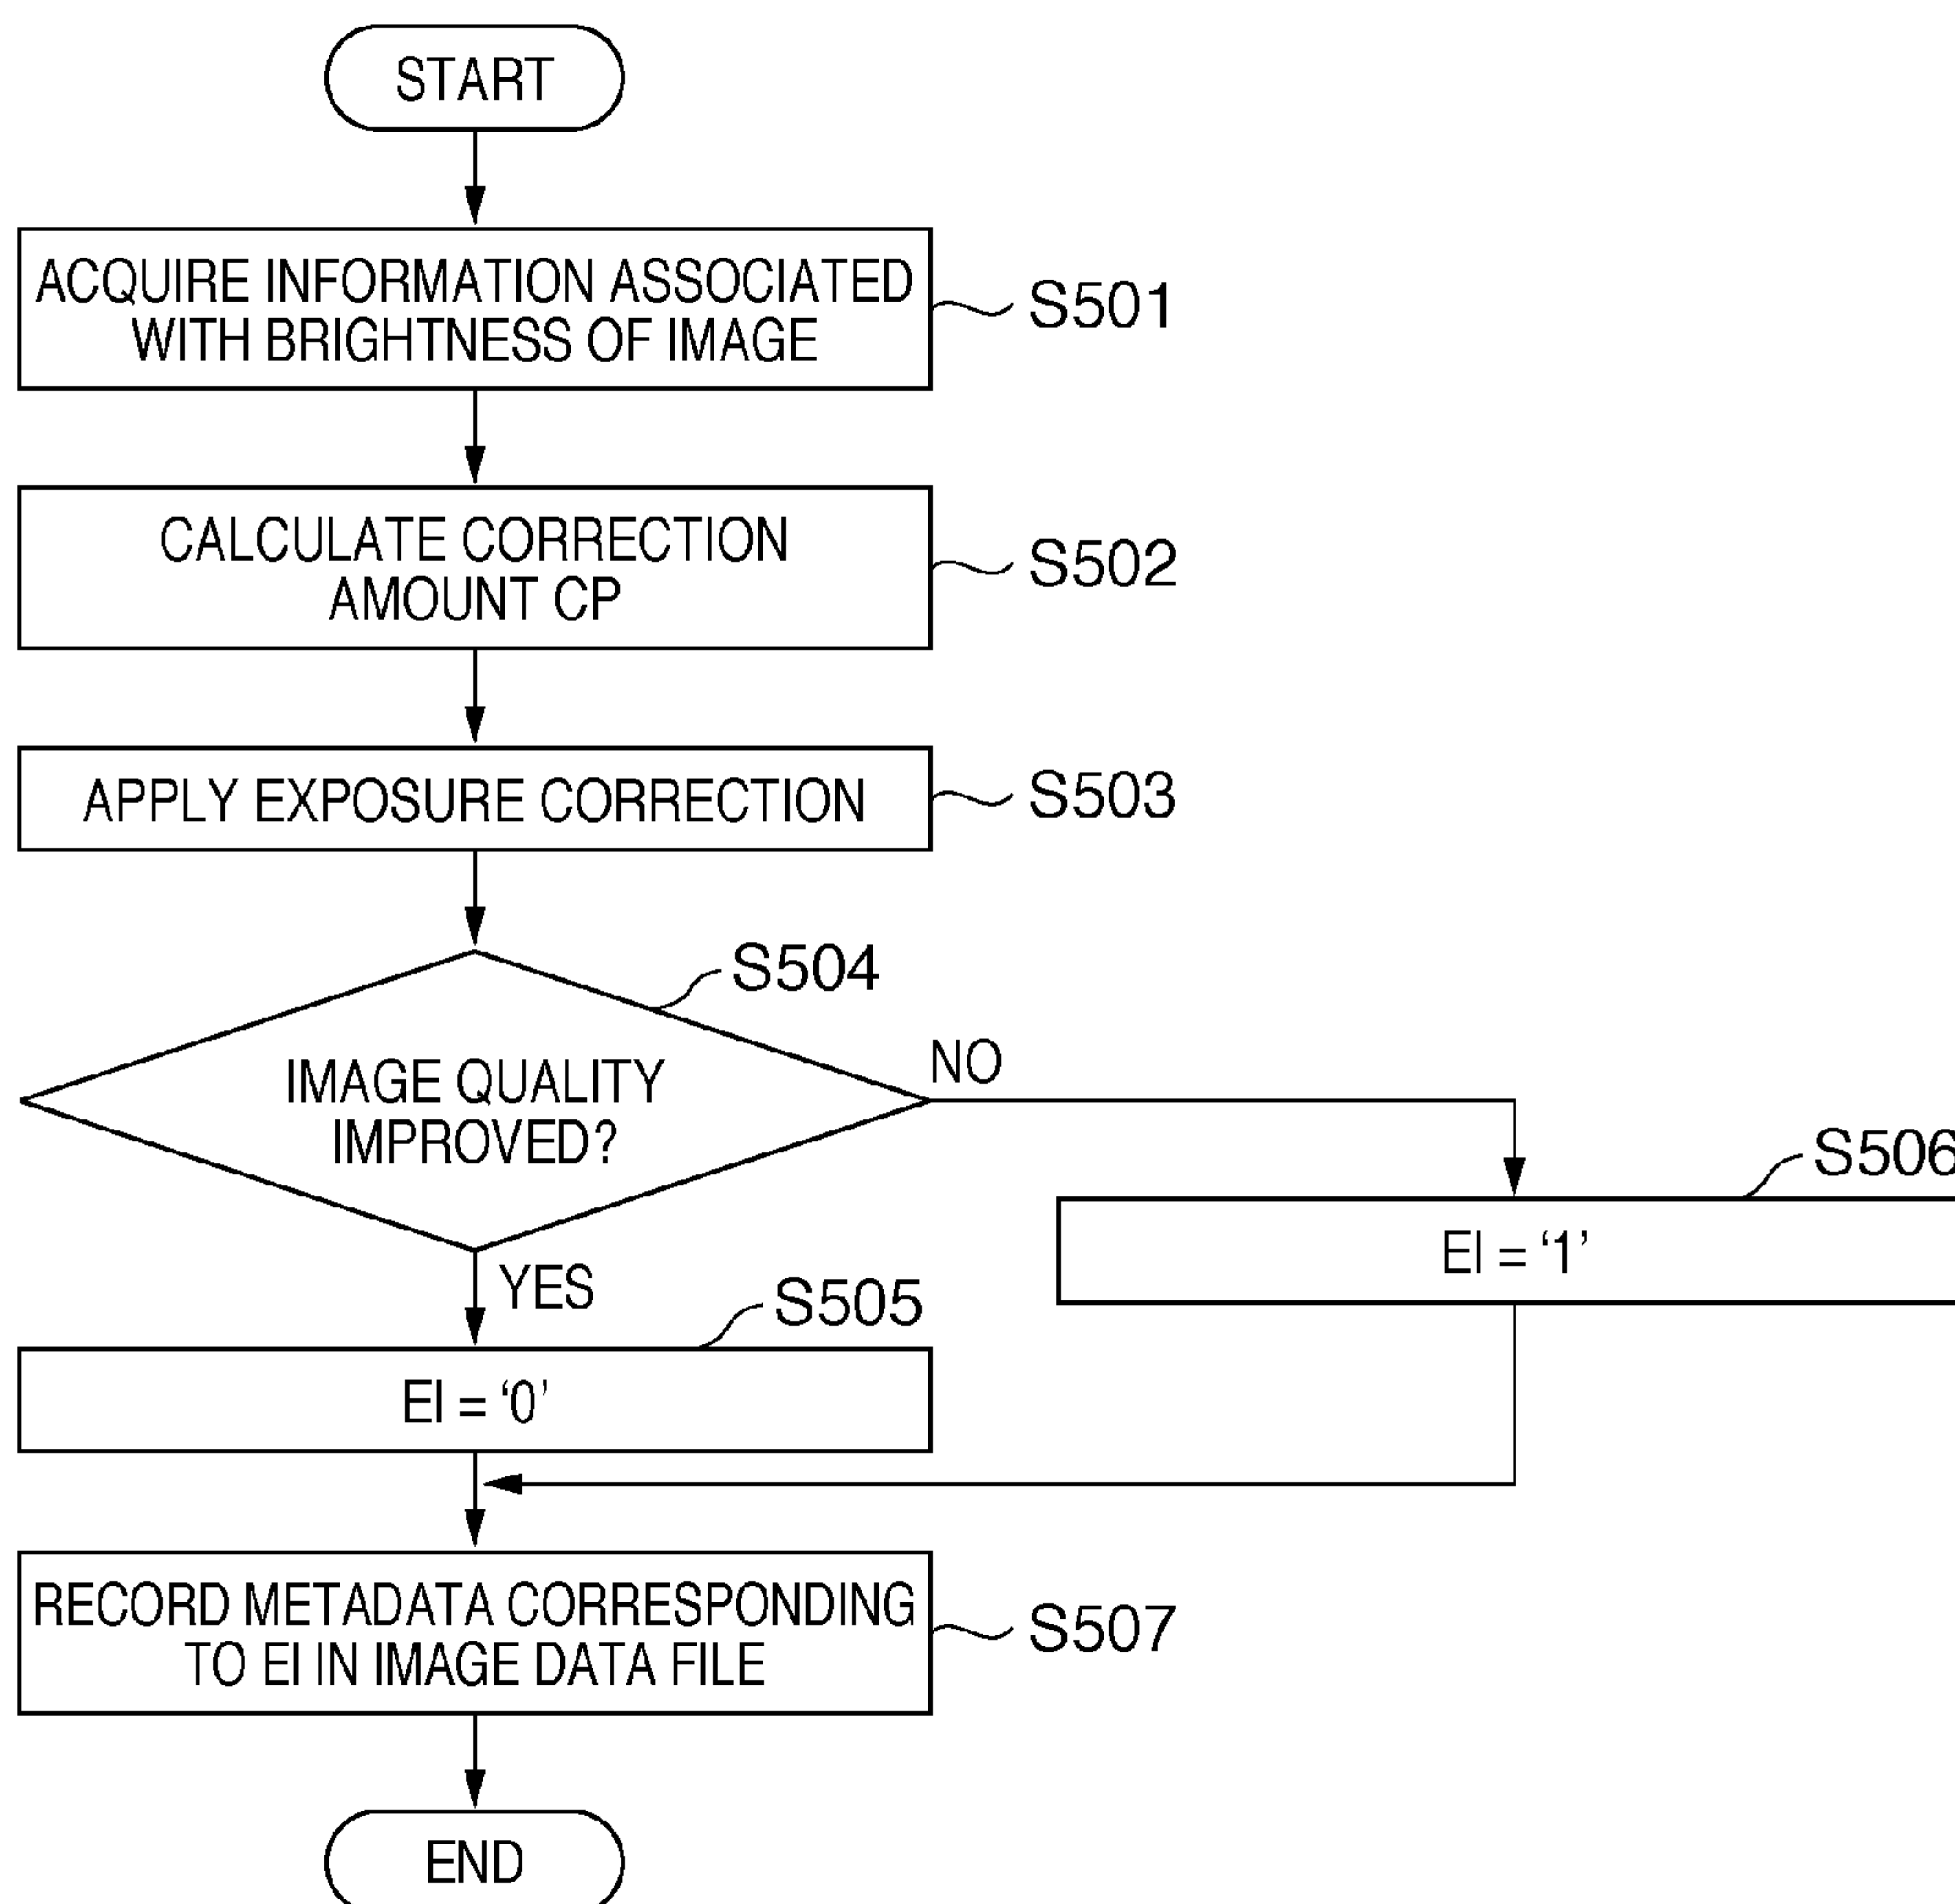 START
ACQUIRE INFORMATION ASSOCIATED
WITH BRIGHTNESS OF IMAGE
S501
CALCULATE CORRECTION
AMOUNT CP
S502
APPLY EXPOSURE CORRECTION
S503
S504
IMAGE QUALITY
IMPROVED?
NO
YES
S506
EI = ‘1’
S505
EI = ‘0’
RECORD METADATA CORRESPONDING
TO EI IN IMAGE DATA FILE
S507
END